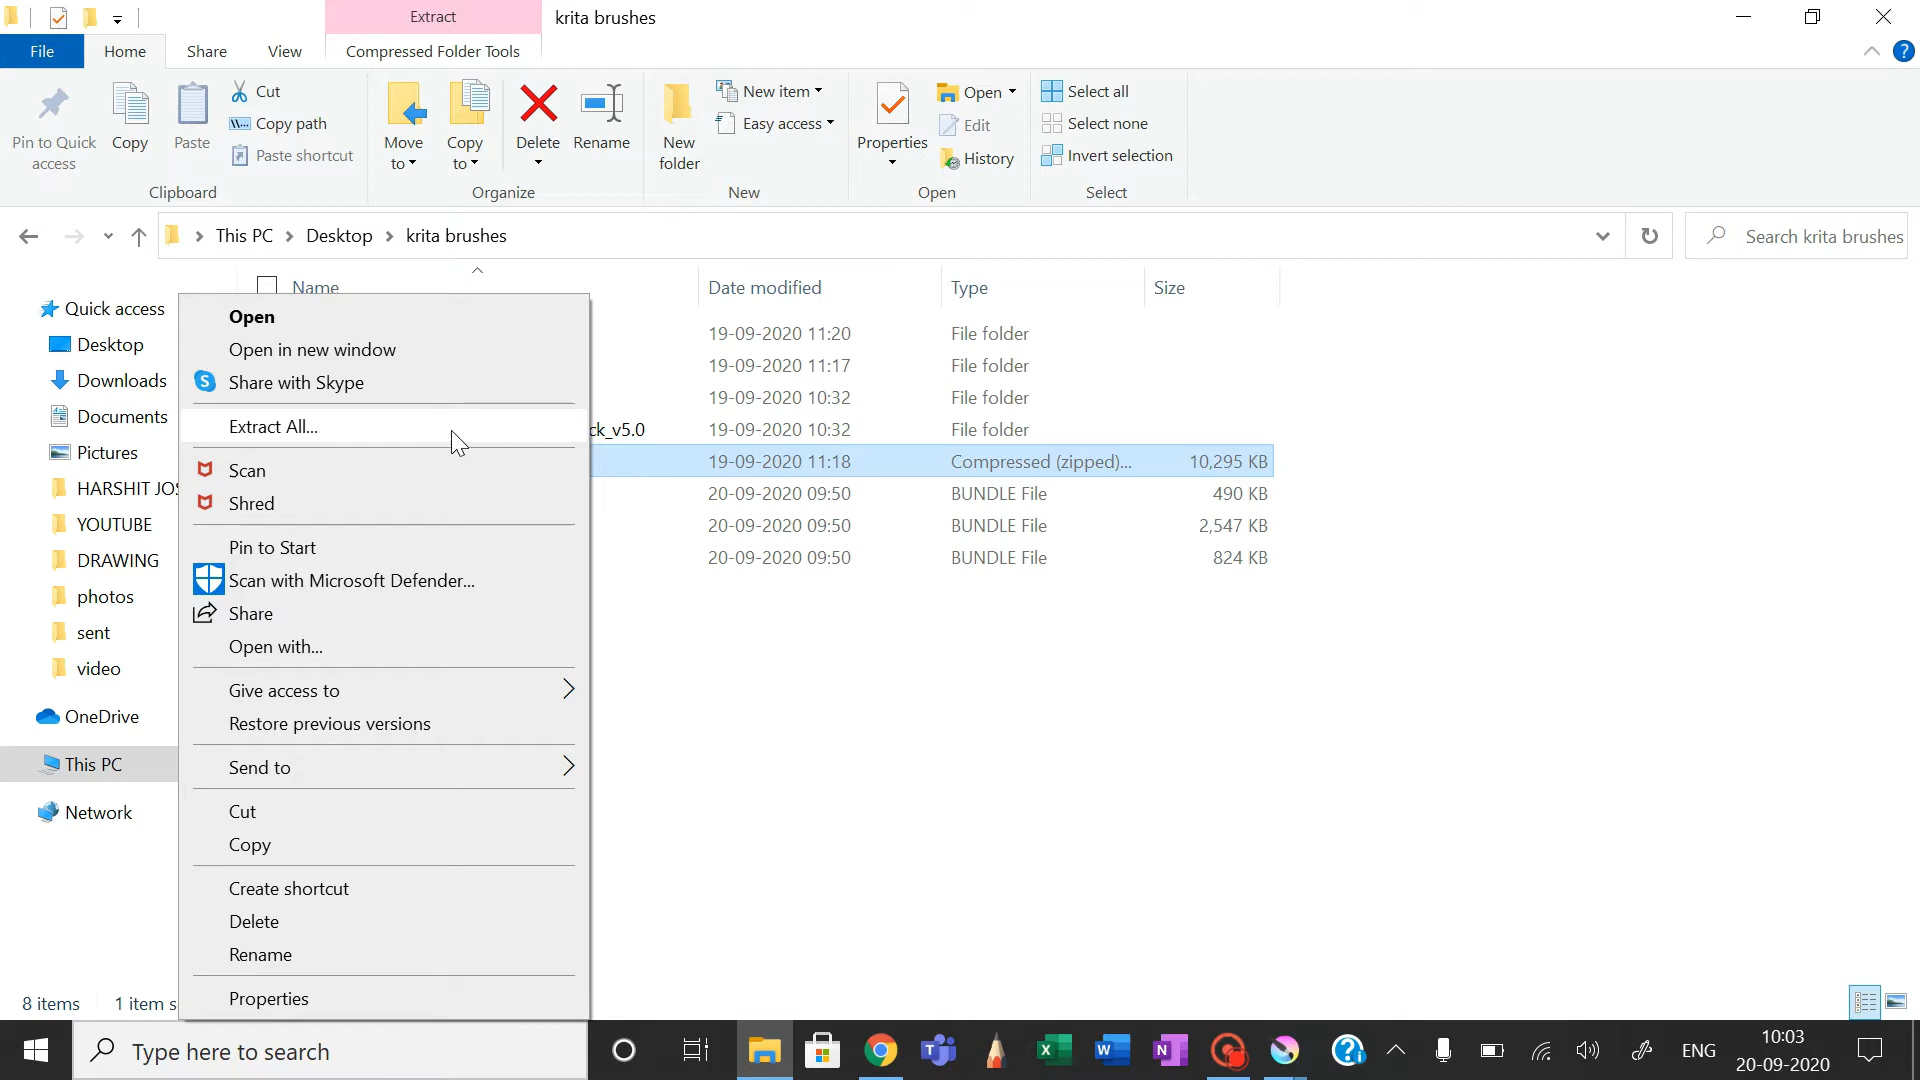 Extract
krita brushes
File
Home
Share
View
Compressed Folder Tools
Pin to Quick access
Copy
Paste
Cut
Copy path
Paste shortcut
Clipboard
Move to
Copy to
Delete
Rename
Organize
New folder
New item
Easy access
New
Properties
Open
Edit
History
Open
Select all
Select none
Invert selection
Select
This PC
Desktop
krita brushes
Search krita brushes
Name
Date modified
Type
Size
Quick access
Desktop
Downloads
Documents
Pictures
HARSHIT JOS
YOUTUBE
DRAWING
photos
sent
video
OneDrive
This PC
Network
Open
Open in new window
Share with Skype
Extract All...
Scan
Shred
Pin to Start
Scan with Microsoft Defender...
Share
Open with...
Give access to
Restore previous versions
Send to
Cut
Copy
Create shortcut
Delete
Rename
Properties
19-09-2020 11:20 File folder
19-09-2020 11:17 File folder
19-09-2020 10:32 File folder
ck_v5.0 19-09-2020 10:32 File folder
19-09-2020 11:18 Compressed (zipped)... 10,295 KB
20-09-2020 09:50 BUNDLE File 490 KB
20-09-2020 09:50 BUNDLE File 2,547 KB
20-09-2020 09:50 BUNDLE File 824 KB
8 items 1 item s
Type here to search
ENG
10:03
20-09-2020